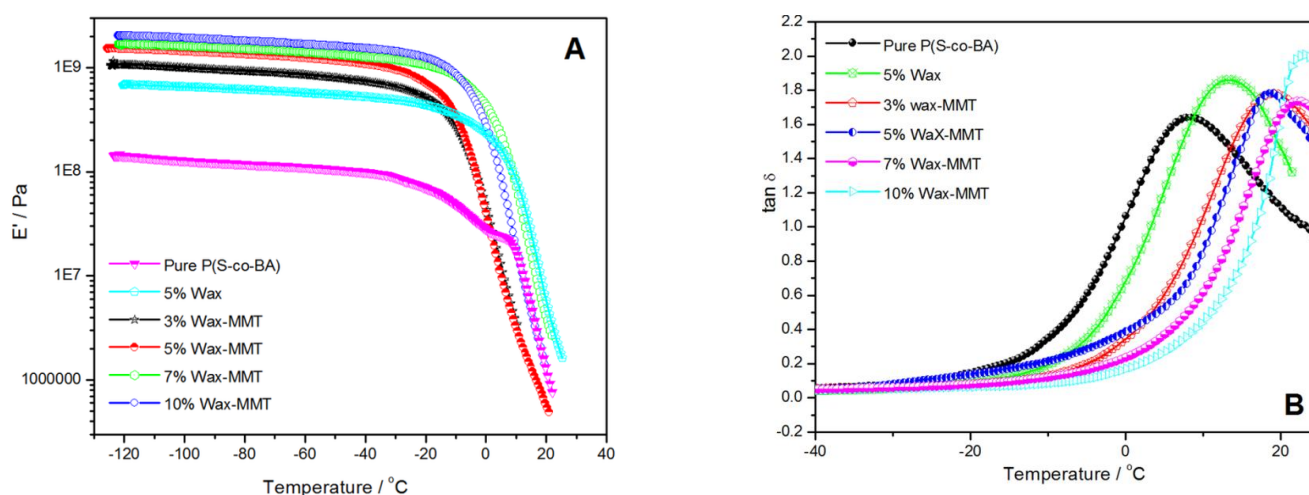 A
1E9
1E8
1E7
1000000
E' / Pa
Pure P(S-co-BA)
5% Wax
3% Wax-MMT
5% Wax-MMT
7% Wax-MMT
10% Wax-MMT
-120 -100 -80 -60 -40 -20 0 20 40
Temperature / °C
2.2
2.0
1.8
1.6
1.4
1.2
1.0
0.8
0.6
0.4
0.2
0.0
-0.2
tan δ
Pure P(S-co-BA)
5% Wax
3% wax-MMT
5% WaX-MMT
7% Wax-MMT
10% Wax-MMT
B
-40 -20 0 20
Temperature / °C